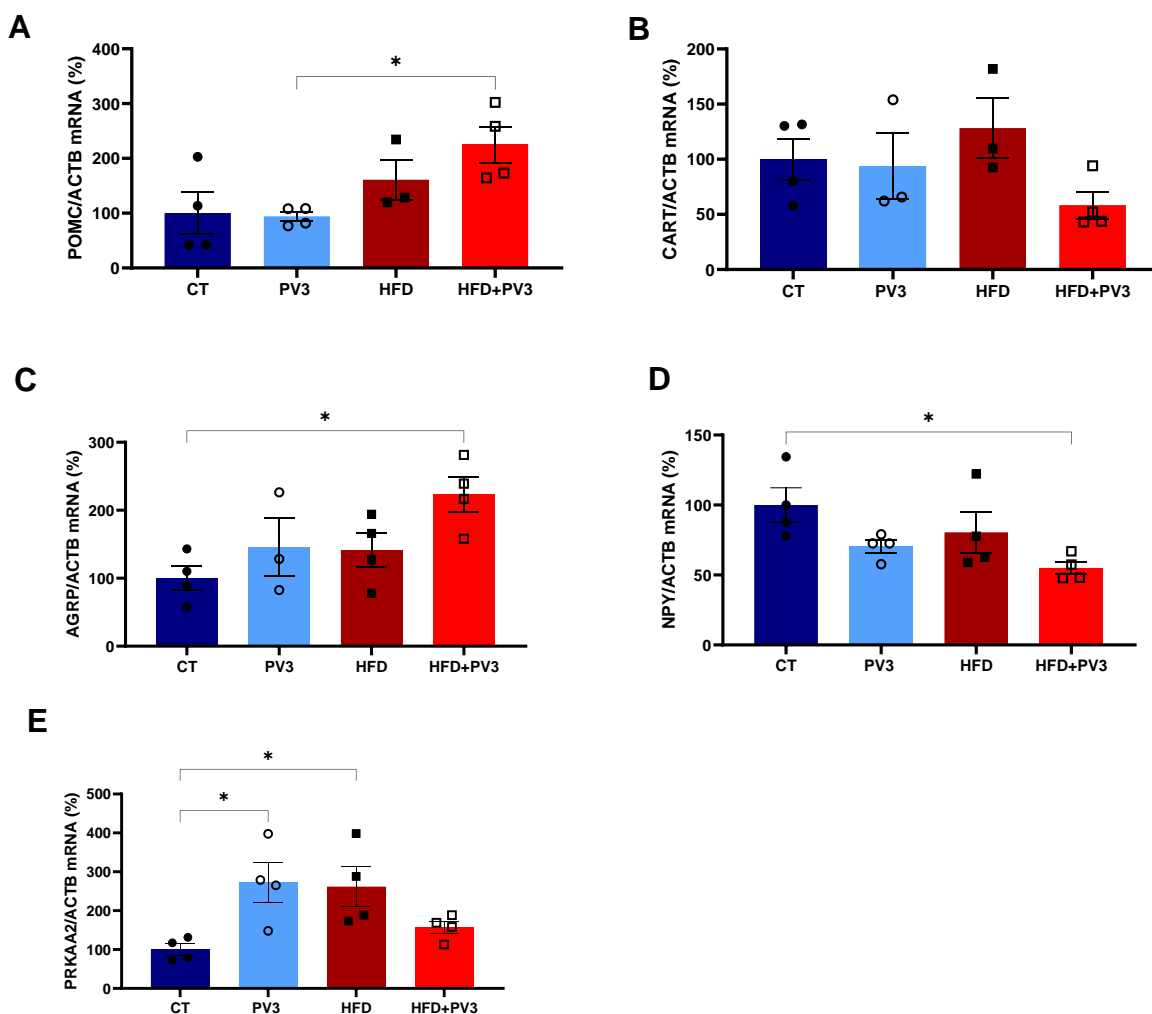 A
POMC/ACTB mRNA (%)
400
300
200
100
0
*
CT PV3 HFD HFD+PV3
B
CART/ACTB mRNA (%)
200
150
100
50
0
CT PV3 HFD HFD+PV3
C
AGRP/ACTB mRNA (%)
300
200
100
0
*
CT PV3 HFD HFD+PV3
D
NPY/ACTB mRNA (%)
150
100
50
0
*
CT PV3 HFD HFD+PV3
E
PRKAA2/ACTB mRNA (%)
500
400
300
200
100
0
*
*
CT PV3 HFD HFD+PV3